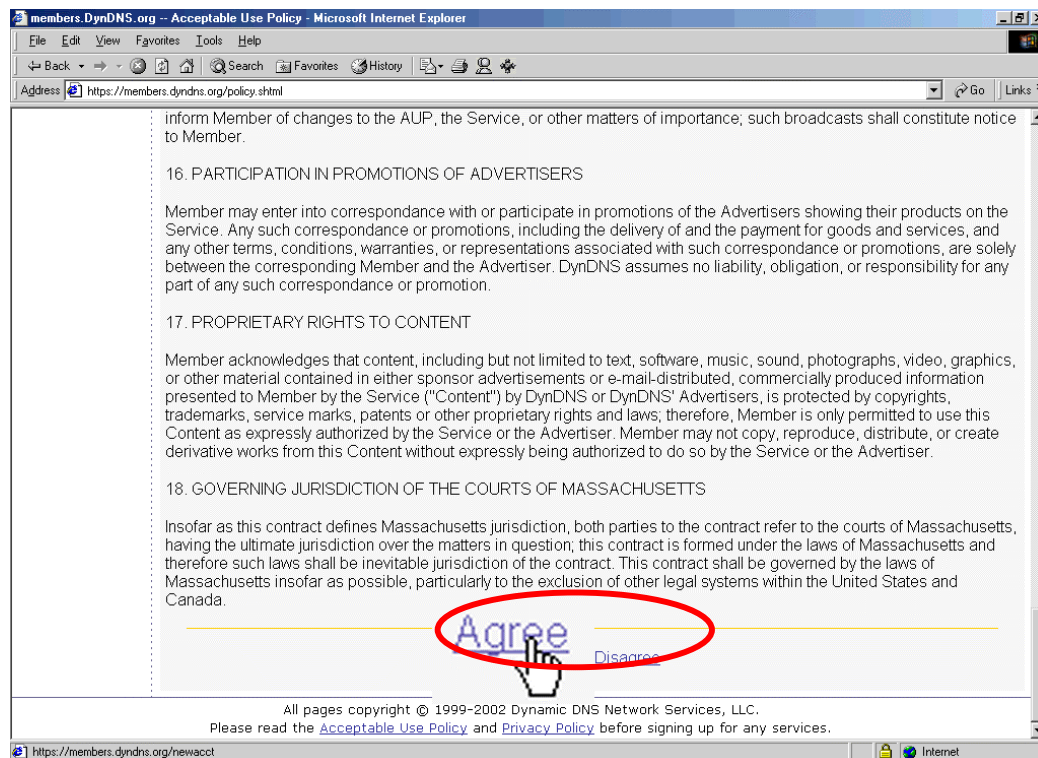 members.DynDNS.org -- Acceptable Use Policy - Microsoft Internet Explorer
File Edit View Favorites Tools Help
Back Search Favorites History
Address https://members.dyndns.org/policy.shtml Go Links
inform Member of changes to the AUP, the Service, or other matters of importance; such broadcasts shall constitute notice
to Member.
16. PARTICIPATION IN PROMOTIONS OF ADVERTISERS
Member may enter into correspondance with or participate in promotions of the Advertisers showing their products on the
Service. Any such correspondance or promotions, including the delivery of and the payment for goods and services, and
any other terms, conditions, warranties, or representations associated with such correspondance or promotions, are solely
between the corresponding Member and the Advertiser. DynDNS assumes no liability, obligation, or responsibility for any
part of any such correspondance or promotion.
17. PROPRIETARY RIGHTS TO CONTENT
Member acknowledges that content, including but not limited to text, software, music, sound, photographs, video, graphics,
or other material contained in either sponsor advertisements or e-mail-distributed, commercially produced information
presented to Member by the Service ("Content") by DynDNS or DynDNS' Advertisers, is protected by copyrights,
trademarks, service marks, patents or other proprietary rights and laws; therefore, Member is only permitted to use this
Content as expressly authorized by the Service or the Advertiser. Member may not copy, reproduce, distribute, or create
derivative works from this Content without expressly being authorized to do so by the Service or the Advertiser.
18. GOVERNING JURISDICTION OF THE COURTS OF MASSACHUSETTS
Insofar as this contract defines Massachusetts jurisdiction, both parties to the contract refer to the courts of Massachusetts,
having the ultimate jurisdiction over the matters in question; this contract is formed under the laws of Massachusetts and
therefore such laws shall be inevitable jurisdiction of the contract. This contract shall be governed by the laws of
Massachusetts insofar as possible, particularly to the exclusion of other legal systems within the United States and
Canada.
Agree
Disagree
All pages copyright © 1999-2002 Dynamic DNS Network Services, LLC.
Please read the Acceptable Use Policy and Privacy Policy before signing up for any services.
https://members.dyndns.org/newacct Internet